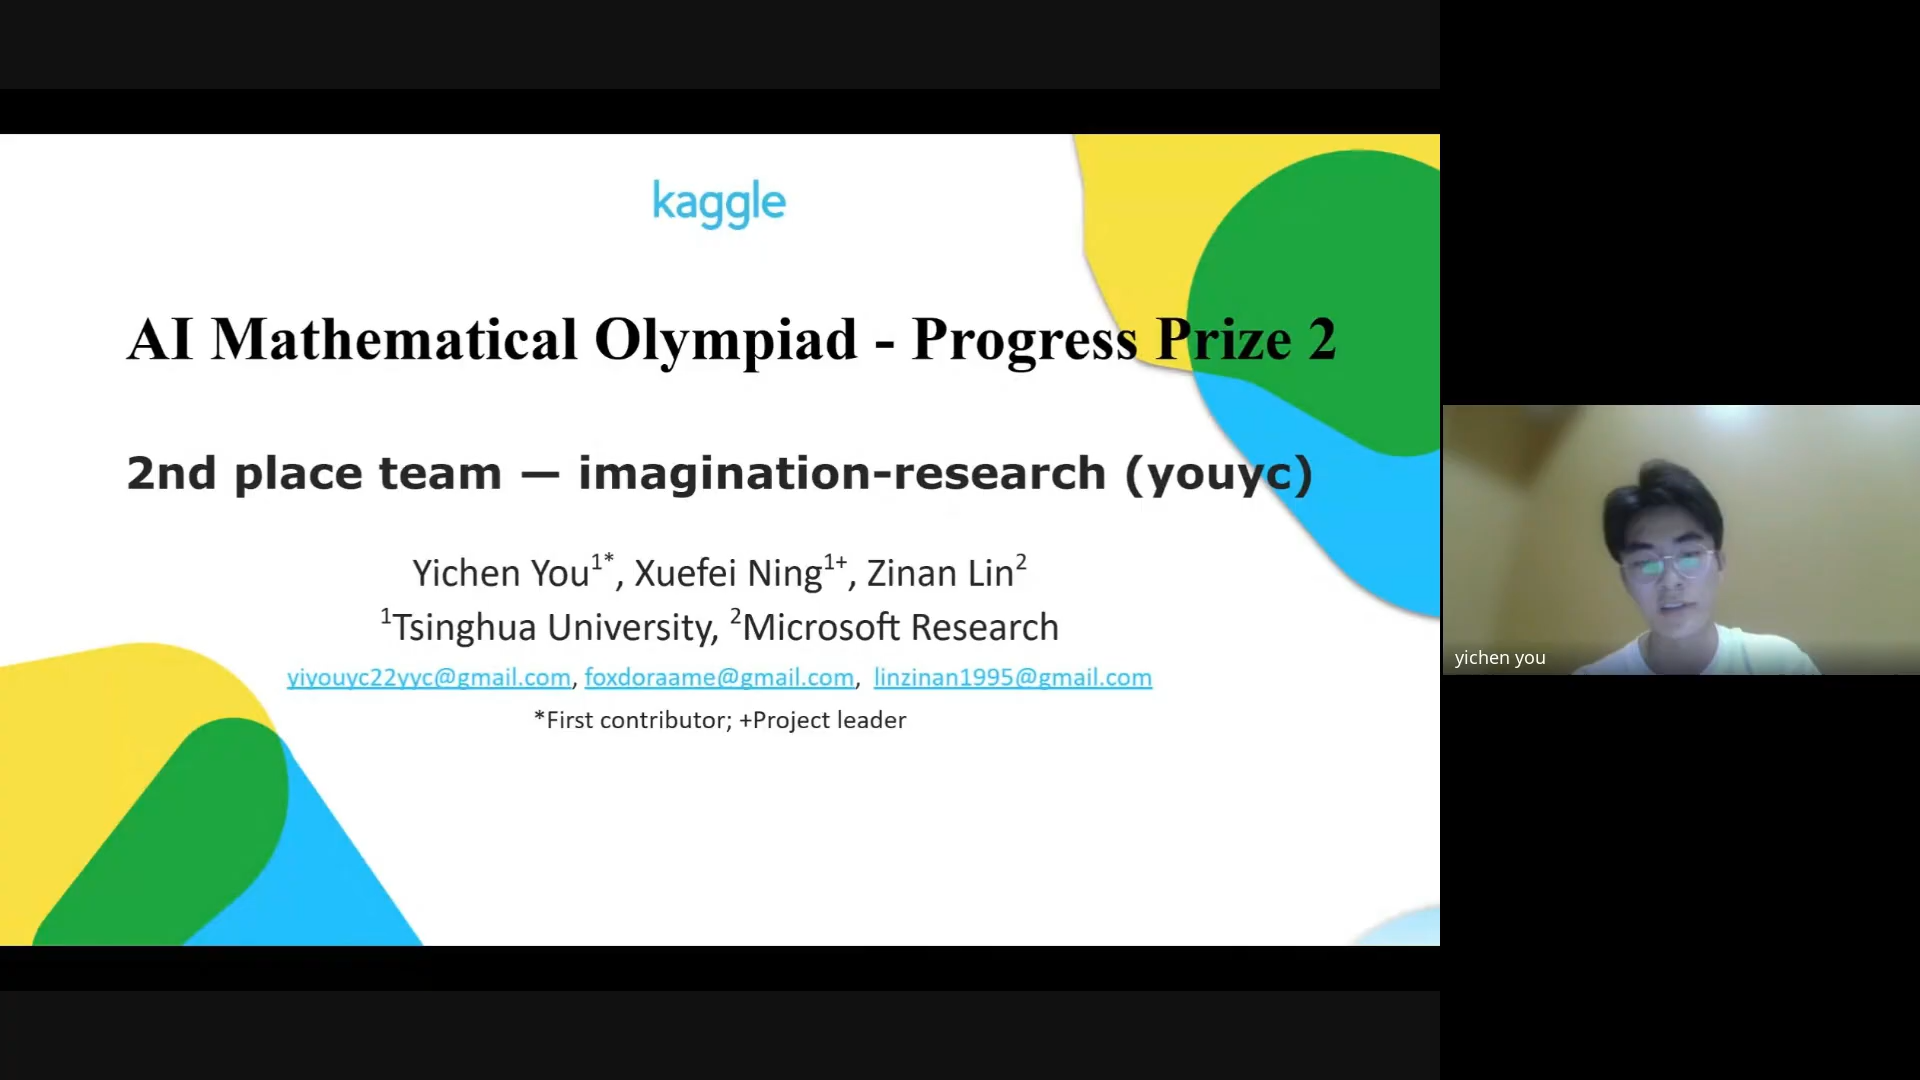 kaggle
AI Mathematical Olympiad - Progress Prize 2
2nd place team — imagination-research (youyc)
Yichen You1*, Xuefei Ning1+, Zinan Lin2
1Tsinghua University, 2Microsoft Research
yiyouyc22yyc@gmail.com, foxdoraame@gmail.com, linzinan1995@gmail.com
*First contributor; +Project leader
yichen you